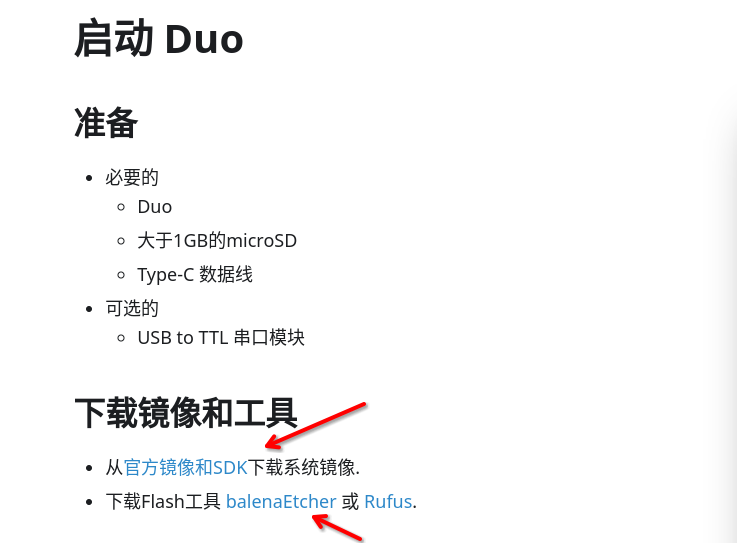 启动 Duo
准备
必要的
Duo
大于1GB的microSD
Type-C 数据线
可选的
USB to TTL 串口模块
下载镜像和工具
从官方镜像和SDK下载系统镜像.
下载Flash工具 balenaEtcher 或 Rufus.